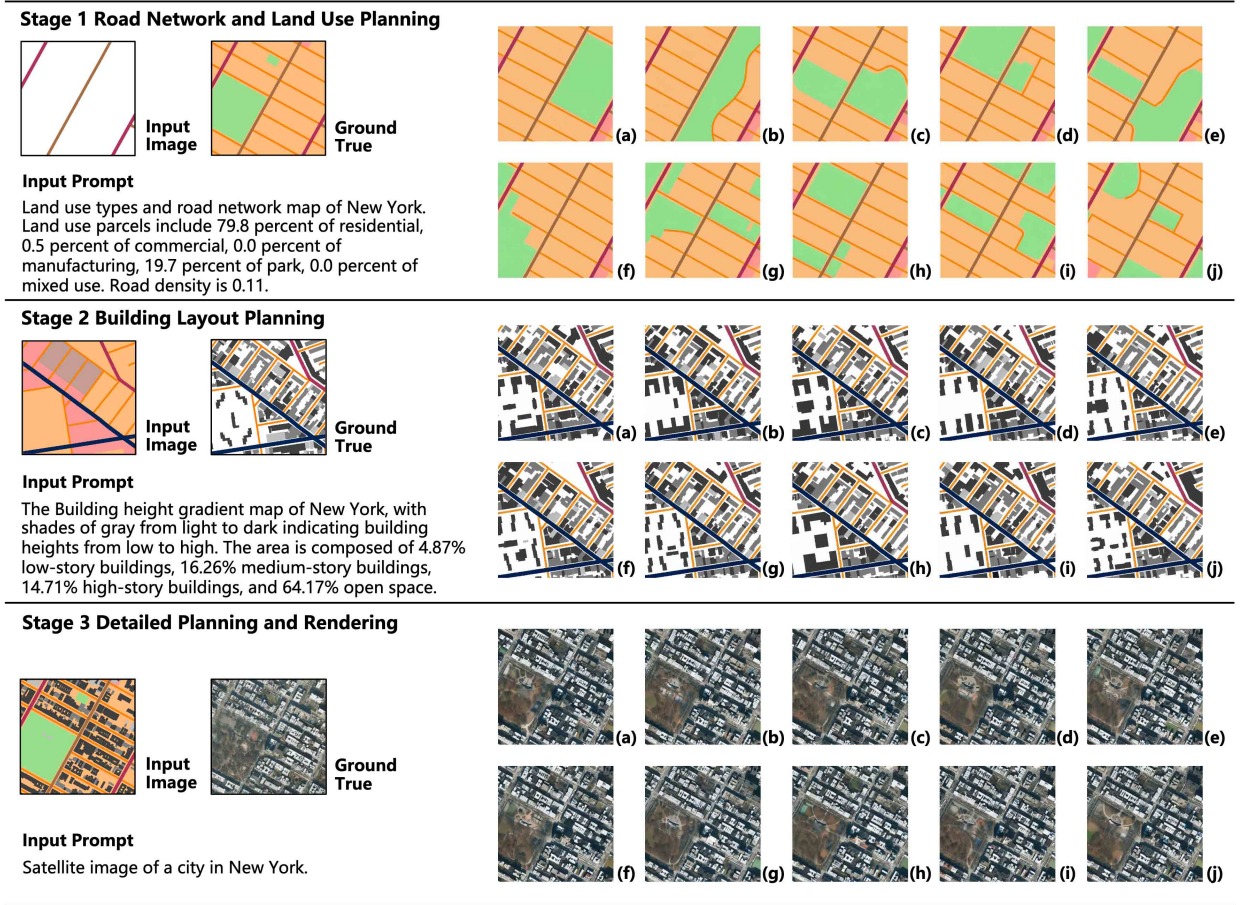 Stage 1 Road Network and Land Use Planning
Input
Image
Ground
True
Input Prompt
Land use types and road network map of New York.
Land use parcels include 79.8 percent of residential,
0.5 percent of commercial, 0.0 percent of
manufacturing, 19.7 percent of park, 0.0 percent of
mixed use. Road density is 0.11.
(a)
(b)
(c)
(d)
(e)
(f)
(g)
(h)
(i)
(j)
Stage 2 Building Layout Planning
Input
Image
Ground
True
Input Prompt
The Building height gradient map of New York, with
shades of gray from light to dark indicating building
heights from low to high. The area is composed of 4.87%
low-story buildings, 16.26% medium-story buildings,
14.71% high-story buildings, and 64.17% open space.
(a)
(b)
(c)
(d)
(e)
(f)
(g)
(h)
(i)
(j)
Stage 3 Detailed Planning and Rendering
Input
Image
Ground
True
Input Prompt
Satellite image of a city in New York.
(a)
(b)
(c)
(d)
(e)
(f)
(g)
(h)
(i)
(j)